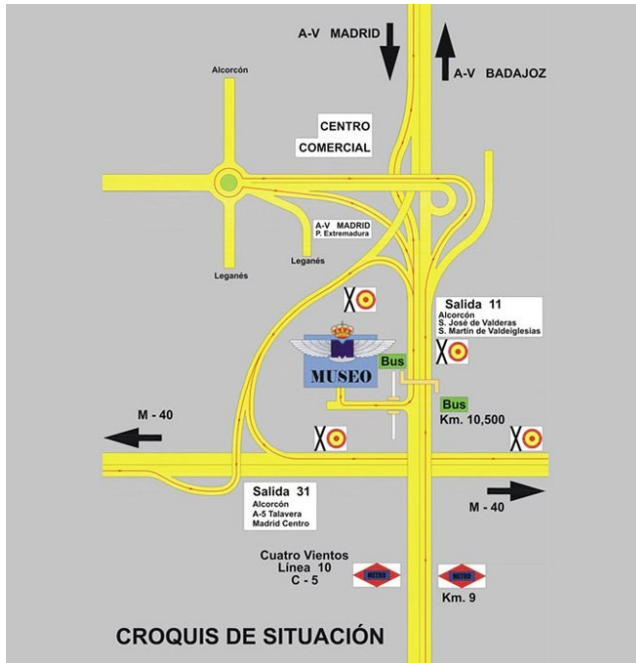 A-V MADRID
A-V BADAJOZ
Alcorcón
CENTRO
COMERCIAL
A-V MADRID
P. Extremadura
Leganés
Leganés
Salida 11
Alcorcón
S. José de Valderas
S. Martín de Valdeiglesias
M
MUSEO
Bus
Bus
Km. 10,500
M - 40
M - 40
Salida 31
Alcorcón
A-5 Talavera
Madrid Centro
Cuatro Vientos
Línea 10
C - 5
METRO
METRO
Km. 9
CROQUIS DE SITUACIÓN